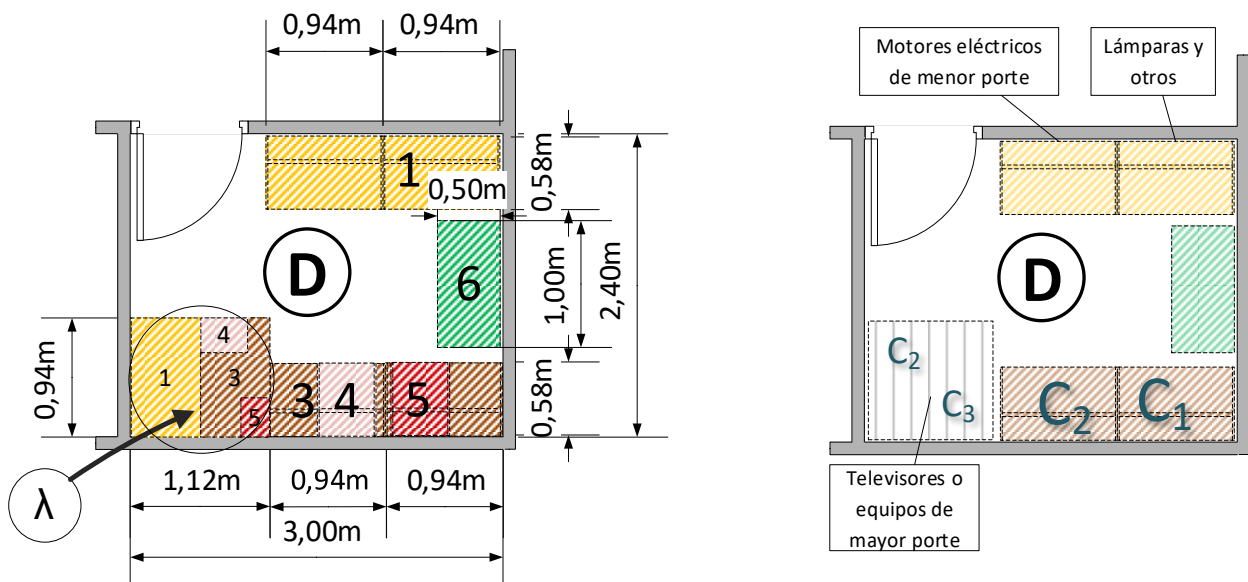 0,94m
0,94m
1
0,50m
0,58m
D
6
1,00m
2,40m
4
1
3
5
3
4
5
0,94m
0,58m
λ
1,12m
0,94m
0,94m
3,00m
Motores eléctricos
de menor porte
Lámparas y
otros
D
C2
C3
C2
C1
Televisores o
equipos de
mayor porte